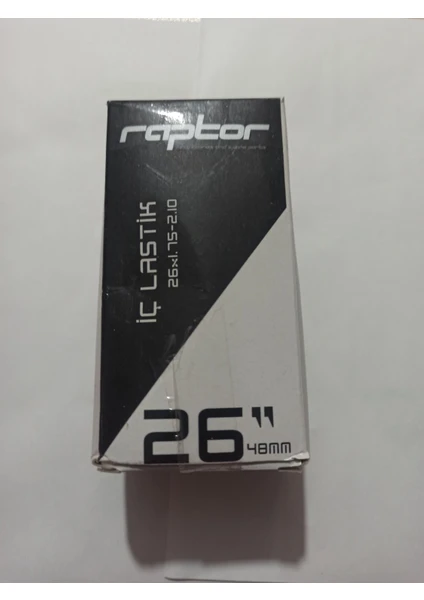 raptor
İÇ LASTİK
26x1.75-2.10
26"
48mm